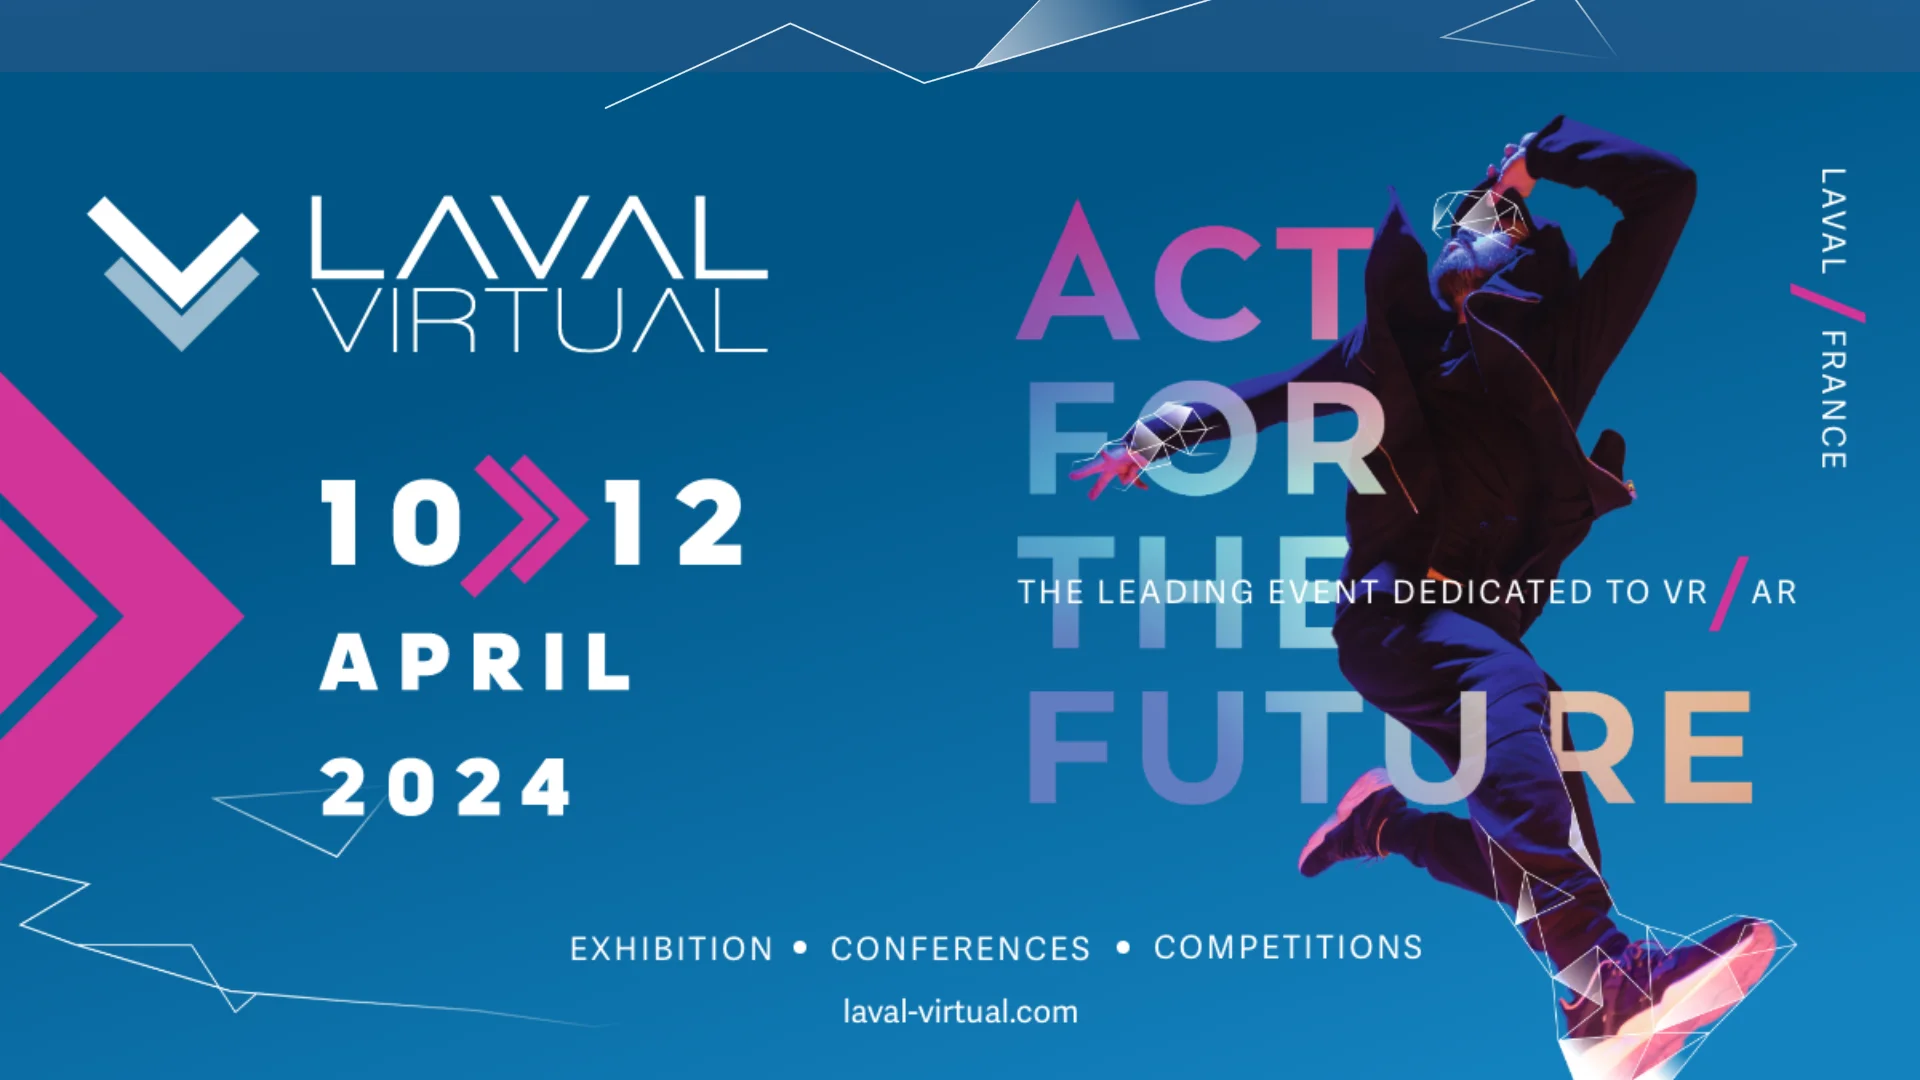 LAVAL
VIRTUAL
10 12
APRIL
2024
ACT
FOR
THE
FUTURE
THE LEADING EVENT DEDICATED TO VR / AR
LAVAL / FRANCE
EXHIBITION • CONFERENCES • COMPETITIONS
laval-virtual.com